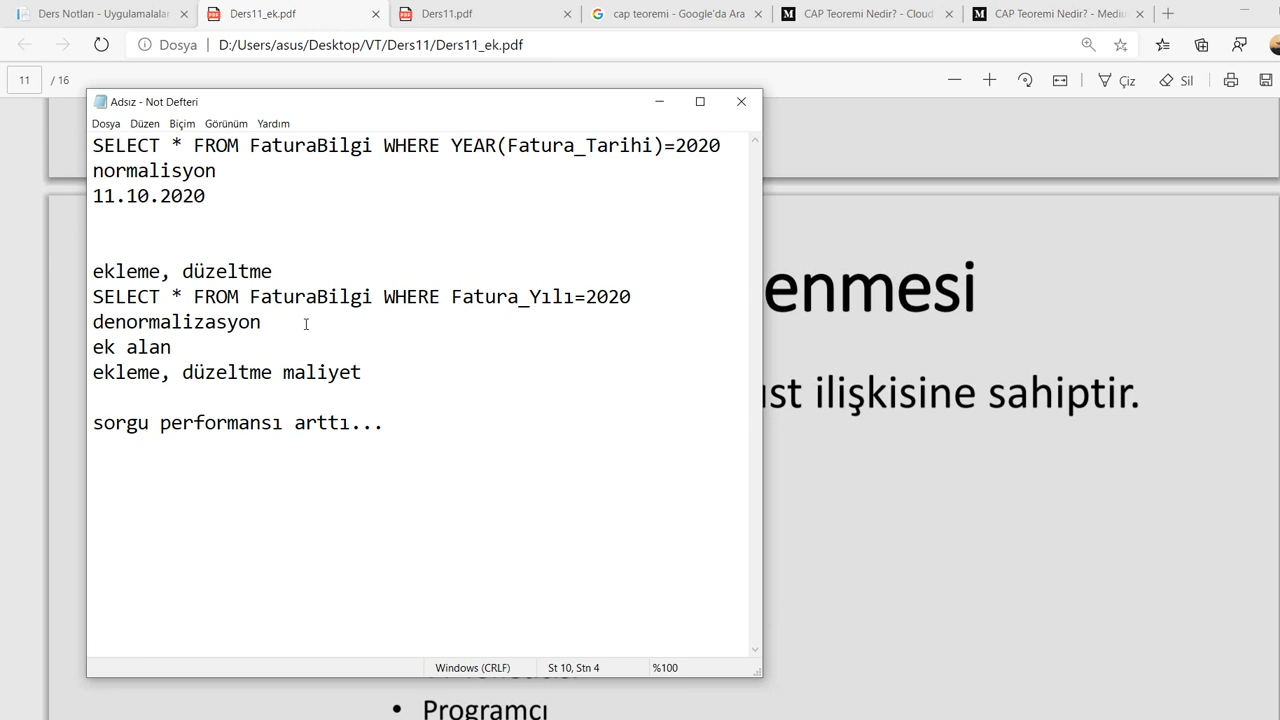 Ders Notları - Uygulamalar
Ders11_ek.pdf
Ders11.pdf
cap teoremi - Google'da Ara
CAP Teoremi Nedir? - Cloud
CAP Teoremi Nedir? - Mediu
Dosya
D:/Users/asus/Desktop/VT/Ders11/Ders11_ek.pdf
11 / 16
Çiz
Sil
Adsız - Not Defteri
Dosya Düzen Biçim Görünüm Yardım
SELECT * FROM FaturaBilgi WHERE YEAR(Fatura_Tarihi)=2020
normalisyon
11.10.2020
ekleme, düzeltme
SELECT * FROM FaturaBilgi WHERE Fatura_Yılı=2020
denormalizasyon
ek alan
ekleme, düzeltme maliyet
sorgu performansı arttı...
Windows (CRLF) St 10, Stn 4 %100
enmesi
ilişkisine sahiptir.
• Programcı